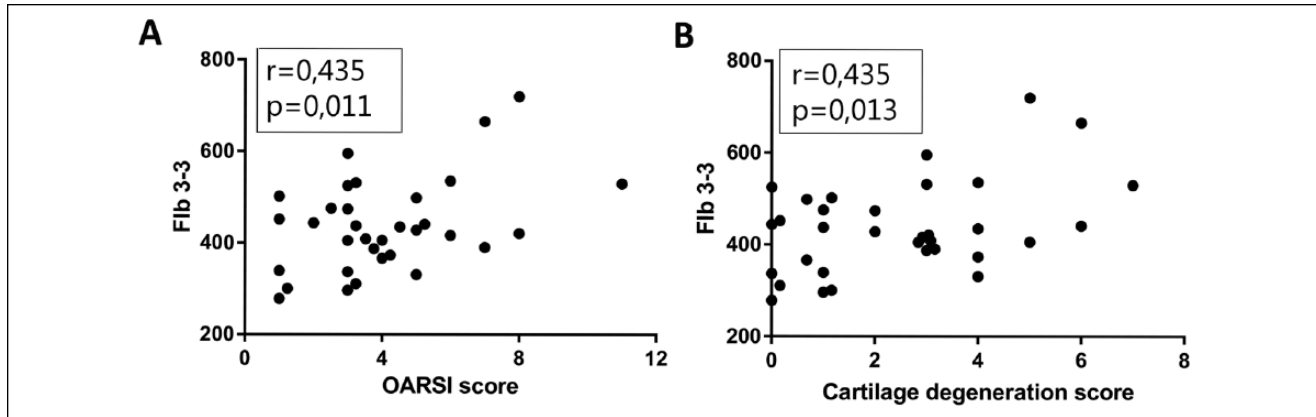 A
r=0,435
p=0,011
800
600
400
200
Flb 3-3
0
4
8
12
OARSI score
B
r=0,435
p=0,013
800
600
400
200
Flb 3-3
0
2
4
6
8
Cartilage degeneration score